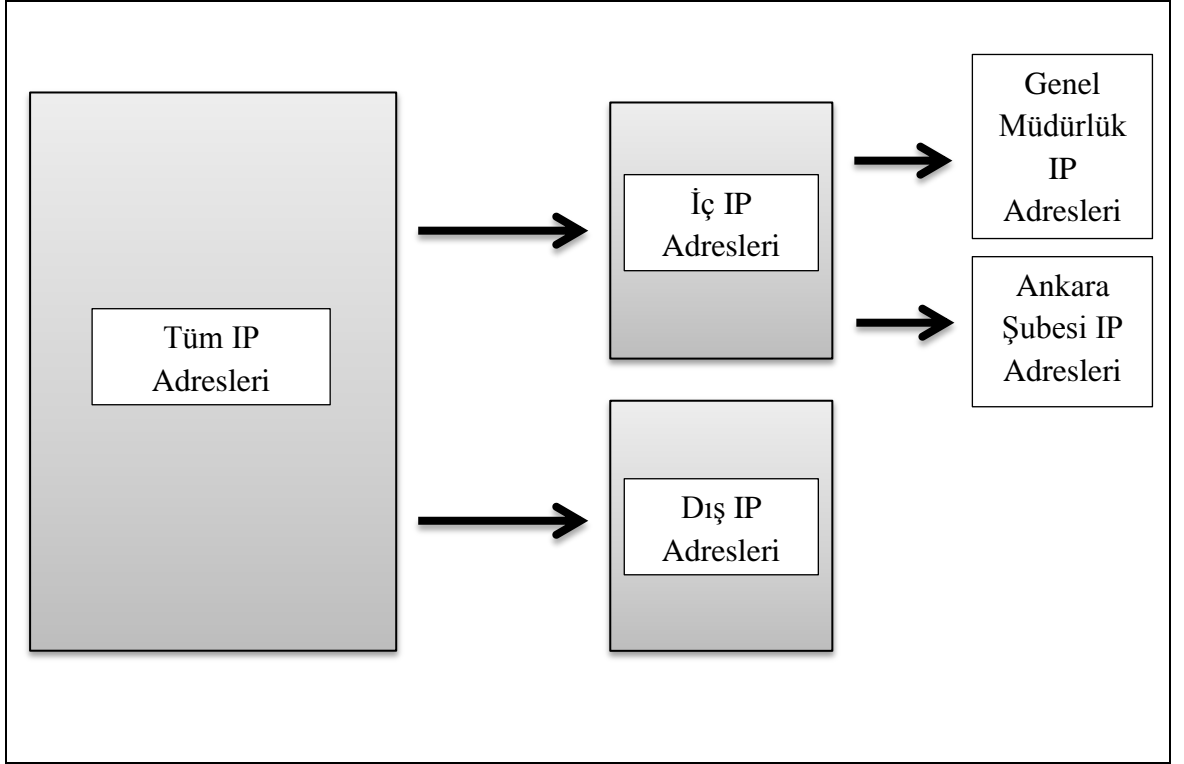 Tüm IP
Adresleri
İç IP
Adresleri
Dış IP
Adresleri
Genel
Müdürlük
IP
Adresleri
Ankara
Şubesi IP
Adresleri